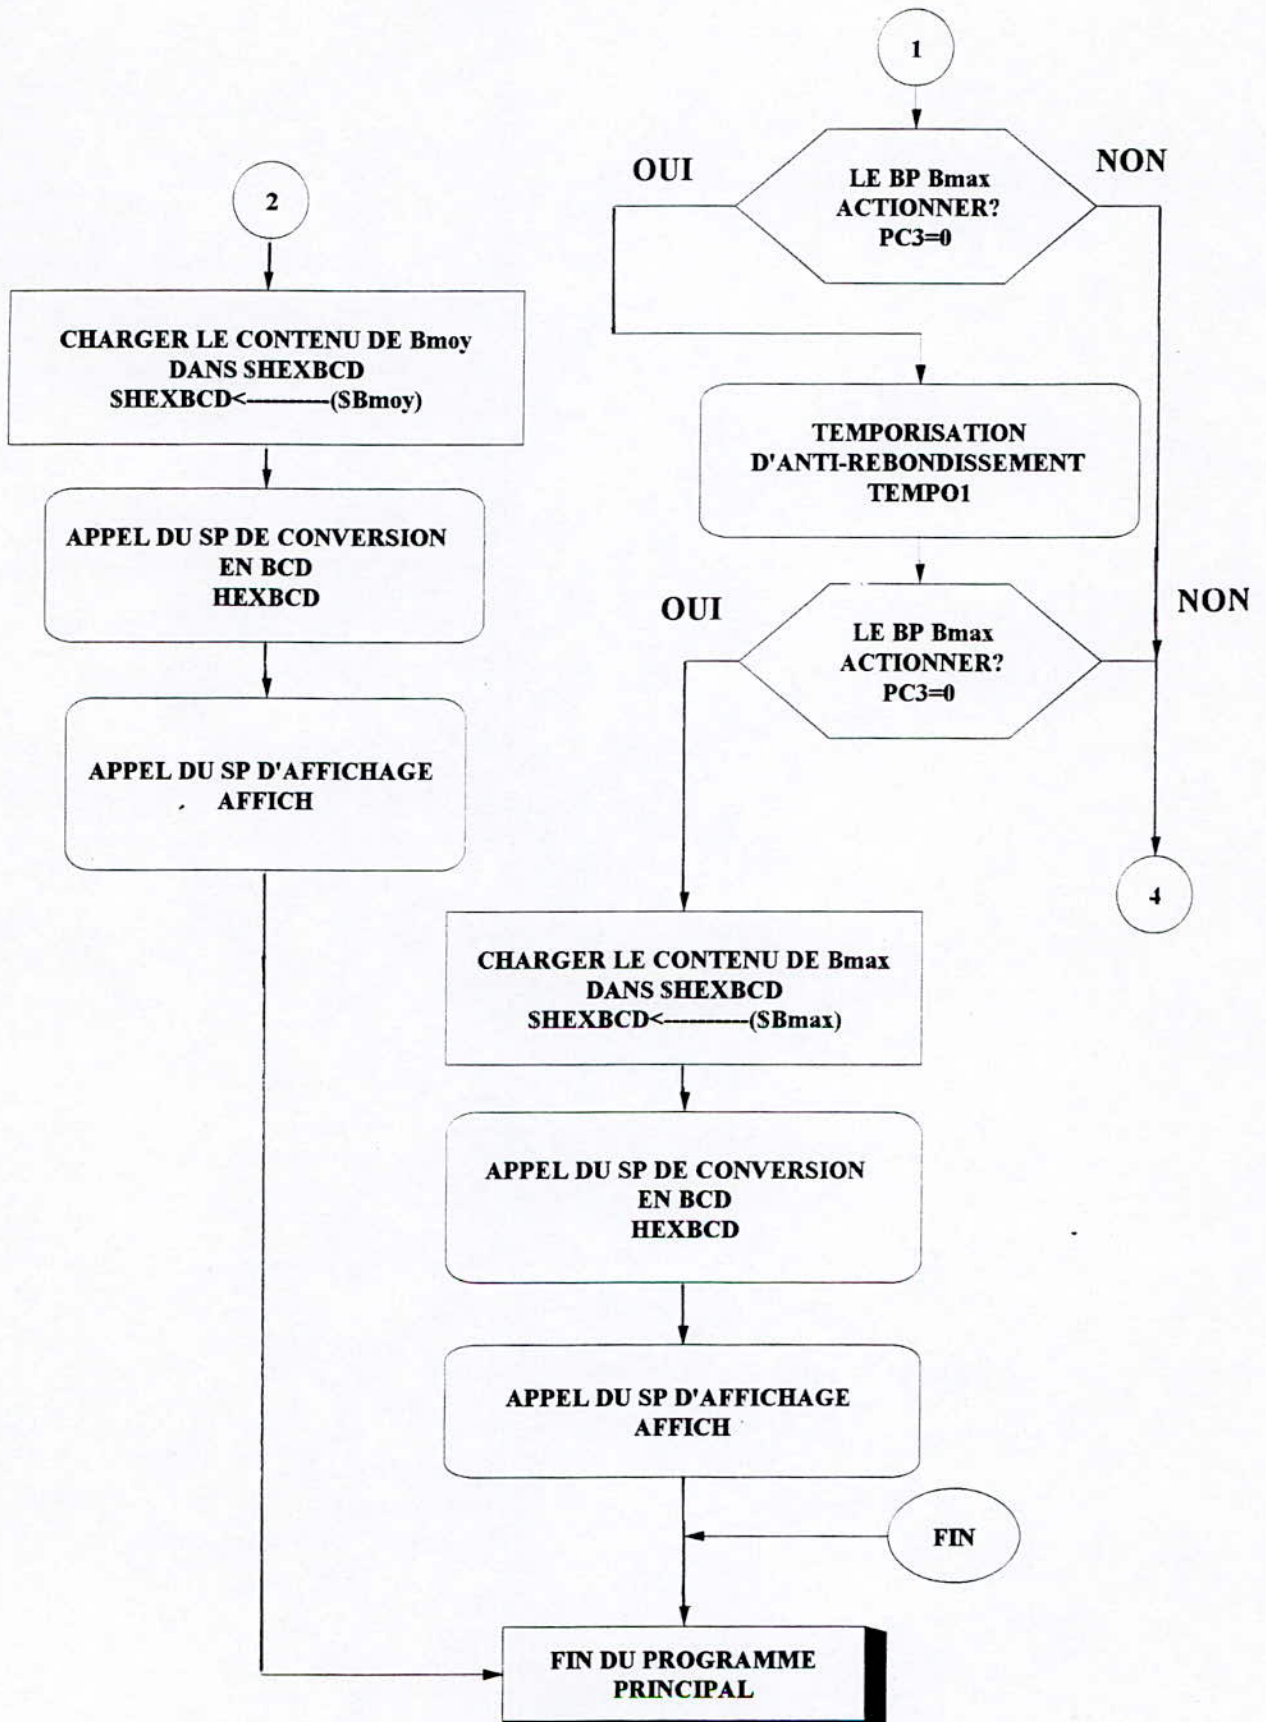 1
OUI
NON
LE BP Bmax
ACTIONNER?
PC3=0
2
CHARGER LE CONTENU DE Bmoy
DANS $HEXBCD
$HEXBCD<----------($Bmoy)
TEMPORISATION
D'ANTI-REBONDISSEMENT
TEMPO1
APPEL DU SP DE CONVERSION
EN BCD
HEXBCD
OUI
NON
LE BP Bmax
ACTIONNER?
PC3=0
APPEL DU SP D'AFFICHAGE
AFFICH
4
CHARGER LE CONTENU DE Bmax
DANS $HEXBCD
$HEXBCD<----------($Bmax)
APPEL DU SP DE CONVERSION
EN BCD
HEXBCD
APPEL DU SP D'AFFICHAGE
AFFICH
FIN
FIN DU PROGRAMME
PRINCIPAL